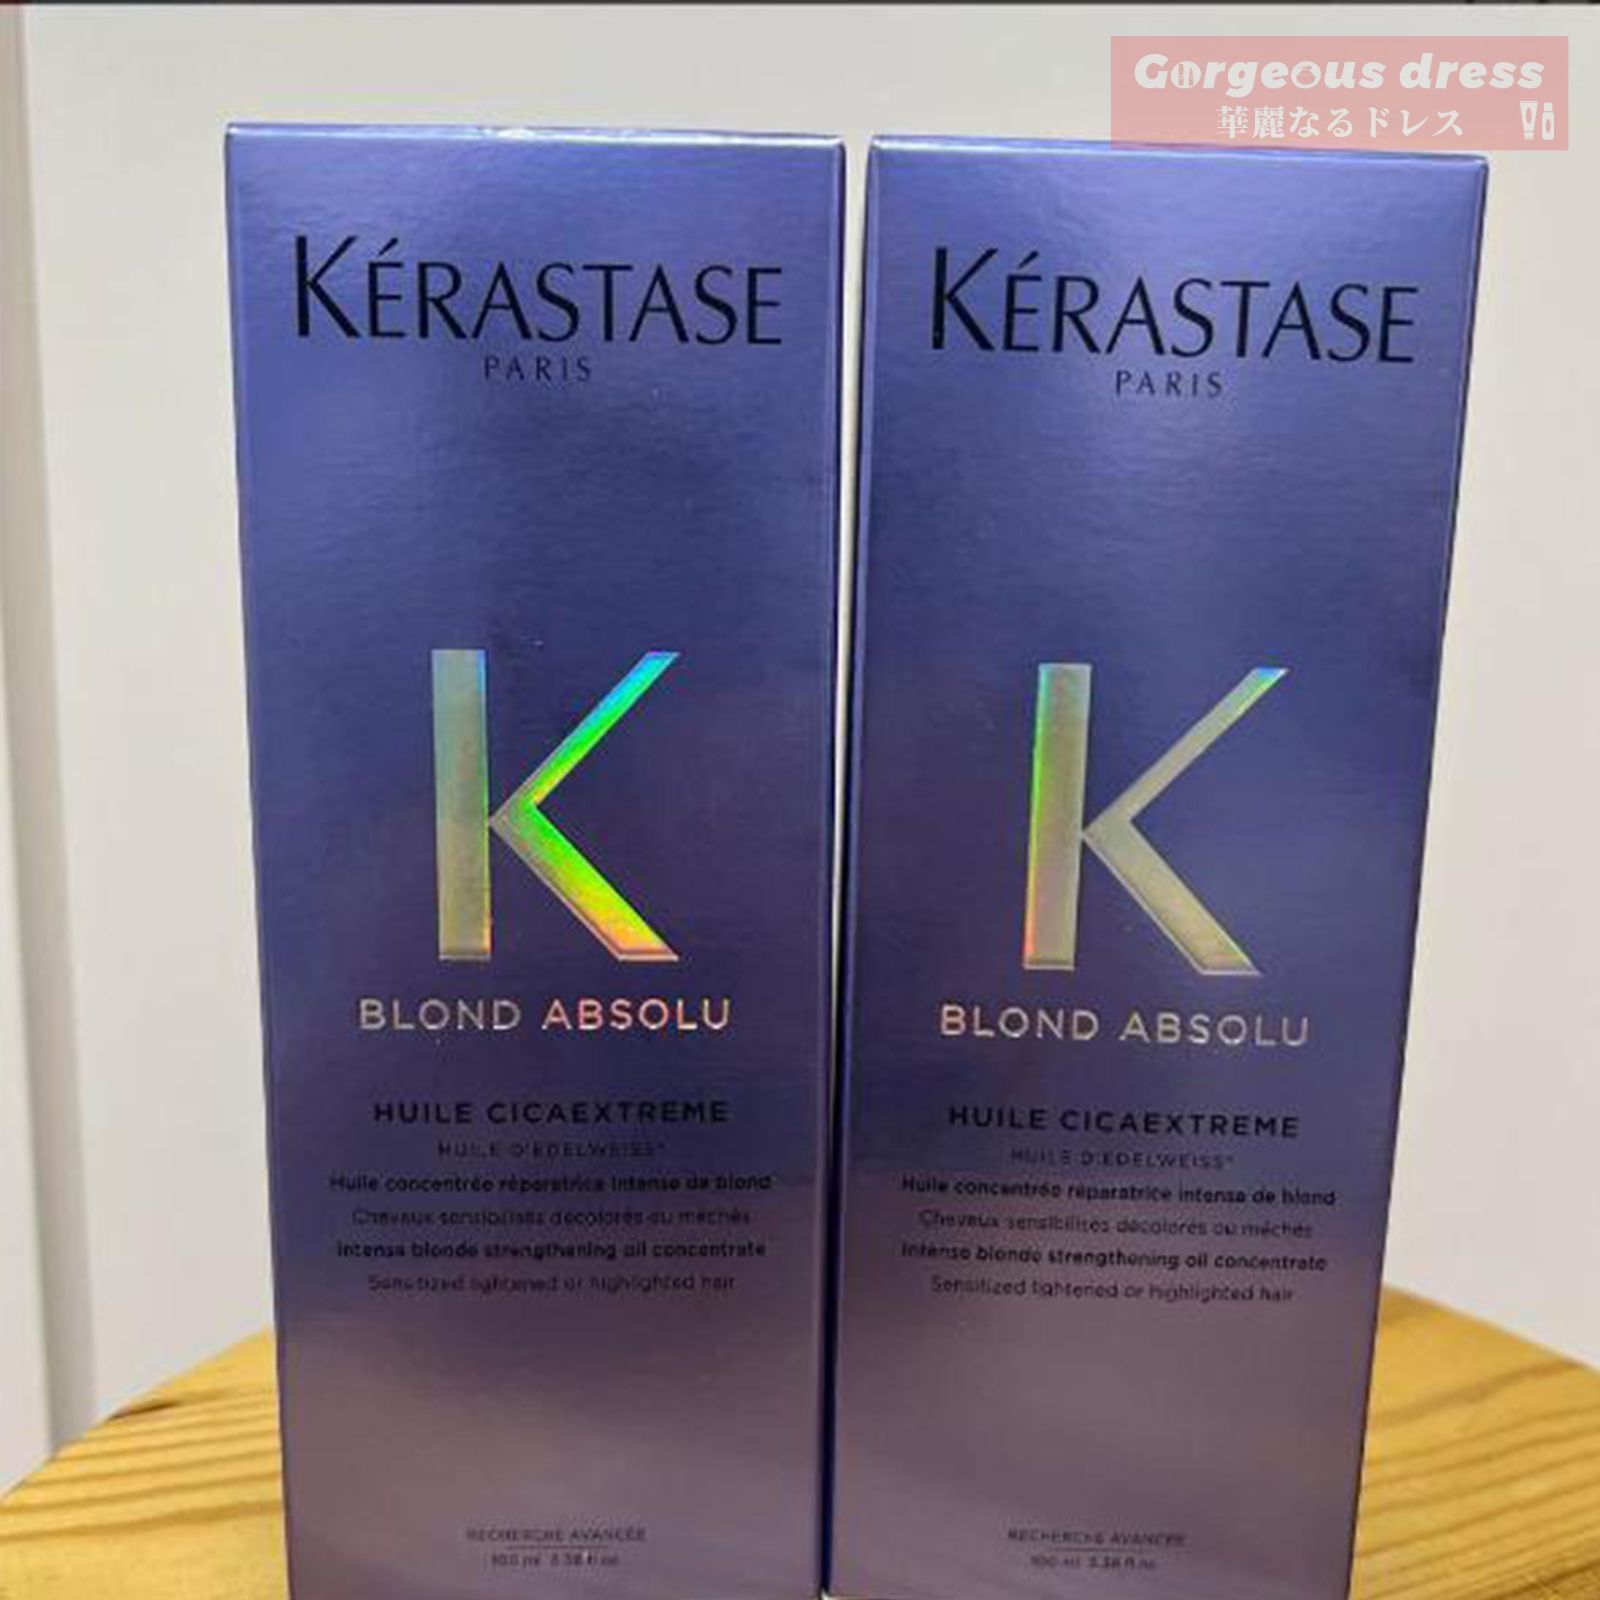 Gorgeous dress
華麗なるドレス
KÉRASTASE
PARIS
K
BLOND ABSOLU
HUILE CICAEXTREME
HUILE D'EDELWEISS*
Huile concentrée réparatrice intense de blond
Cheveux sensibilisés décolorés ou méchés
Intense blonde strengthening oil concentrate
Sensitized lightened or highlighted hair
RECHERCHE AVANCÉE
100 ml 3.38 fl.oz
KÉRASTASE
PARIS
K
BLOND ABSOLU
HUILE CICAEXTREME
HUILE D'EDELWEISS*
Huile concentrée réparatrice intense de blond
Cheveux sensibilisés décolorés ou méchés
Intense blonde strengthening oil concentrate
Sensitized lightened or highlighted hair
RECHERCHE AVANCÉE
100 ml 3.38 fl.oz